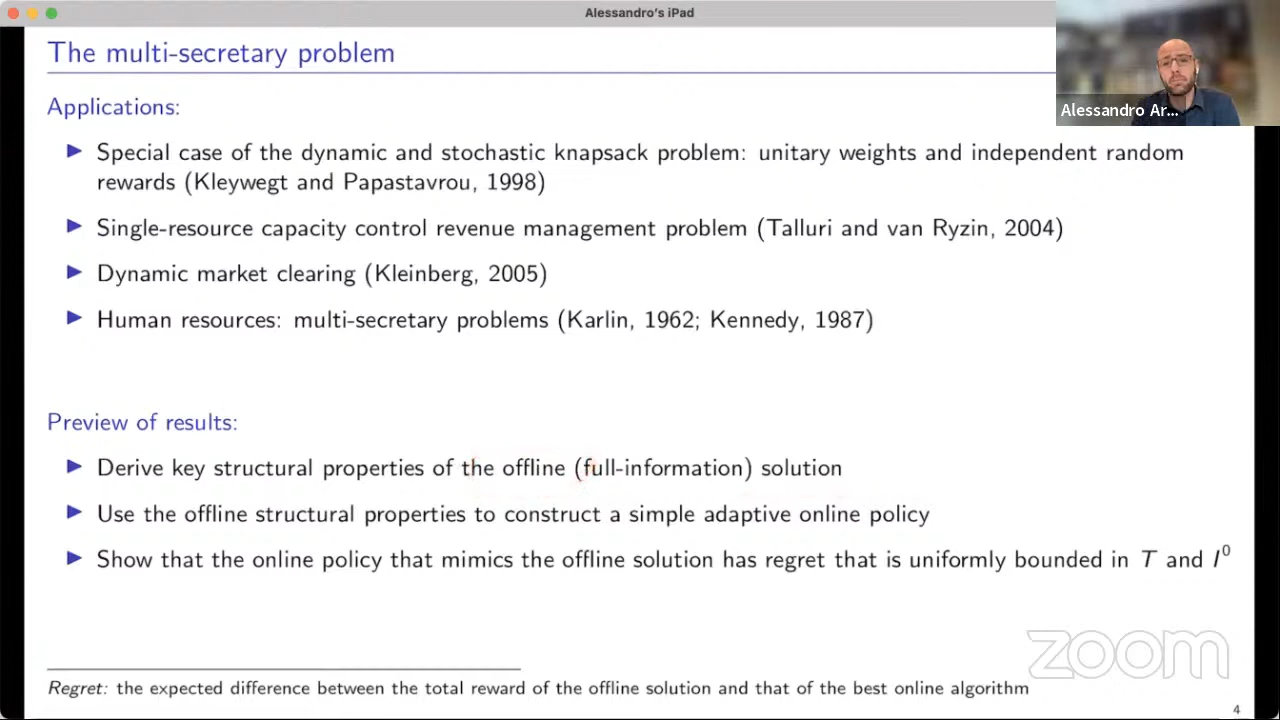 Alessandro's iPad
The multi-secretary problem
Alessandro Ar...
Applications:
▶ Special case of the dynamic and stochastic knapsack problem: unitary weights and independent random
rewards (Kleywegt and Papastavrou, 1998)
▶ Single-resource capacity control revenue management problem (Talluri and van Ryzin, 2004)
▶ Dynamic market clearing (Kleinberg, 2005)
▶ Human resources: multi-secretary problems (Karlin, 1962; Kennedy, 1987)
Preview of results:
▶ Derive key structural properties of the offline (full-information) solution
▶ Use the offline structural properties to construct a simple adaptive online policy
▶ Show that the online policy that mimics the offline solution has regret that is uniformly bounded in T and I⁰
zoom
Regret: the expected difference between the total reward of the offline solution and that of the best online algorithm
4